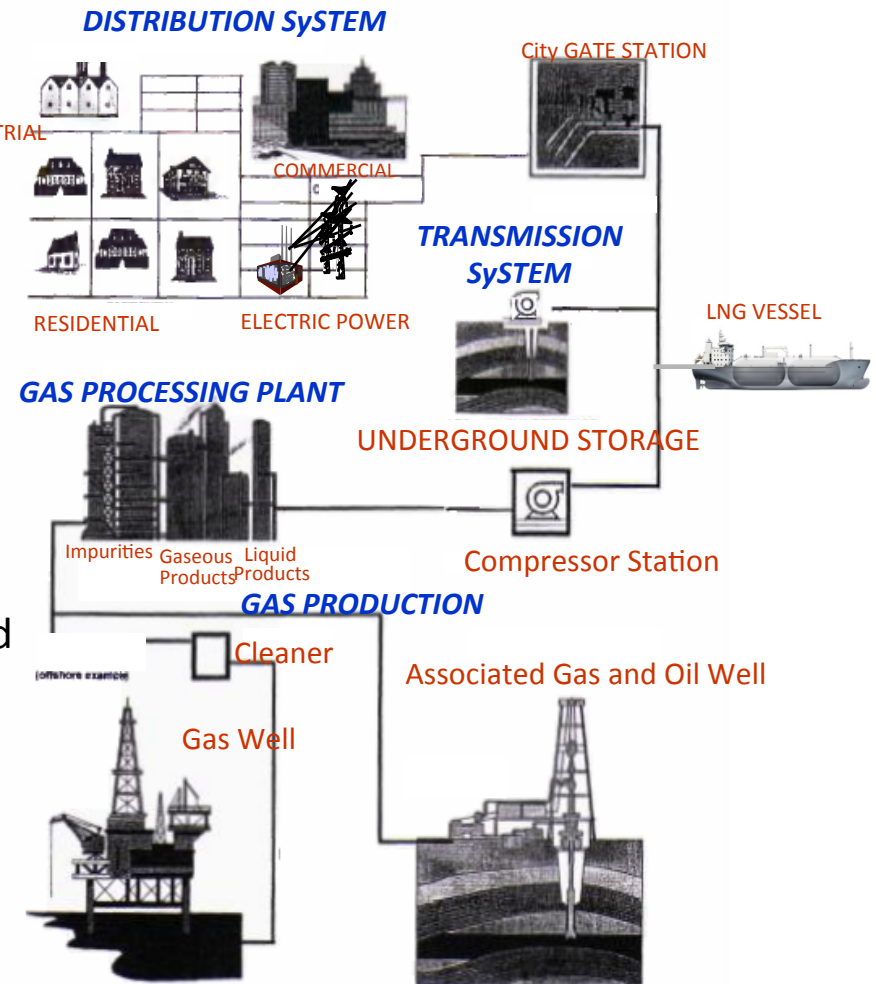 DISTRIBUTION SySTEM
City GATE STATION
TRIAL
COMMERCIAL
C
TRANSMISSION
SySTEM
RESIDENTIAL
ELECTRIC POWER
LNG VESSEL
GAS PROCESSING PLANT
UNDERGROUND STORAGE
Impurities
Gaseous
Products
Liquid
Products
Compressor Station
GAS PRODUCTION
d
Cleaner
(offshore example)
Associated Gas and Oil Well
Gas Well